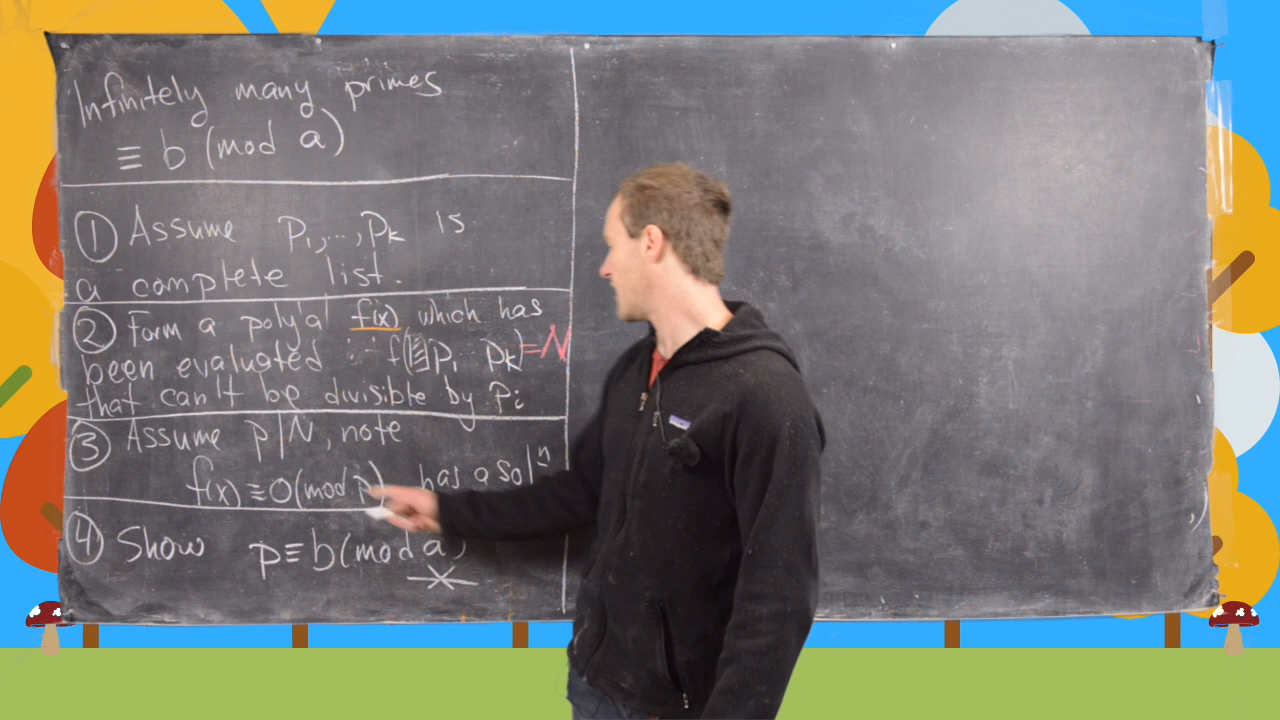 Infinitely many primes
≡ b (mod a)
① Assume p₁,...,pₖ is
a complete list.
② Form a poly'al f(x) which has
been evaluated f( p₁ ... pₖ)=N
that can't be divisible by pᵢ
③ Assume p|N, note
f(x) ≡ 0(mod p) has a solⁿ
④ Show p≡b(mod a)